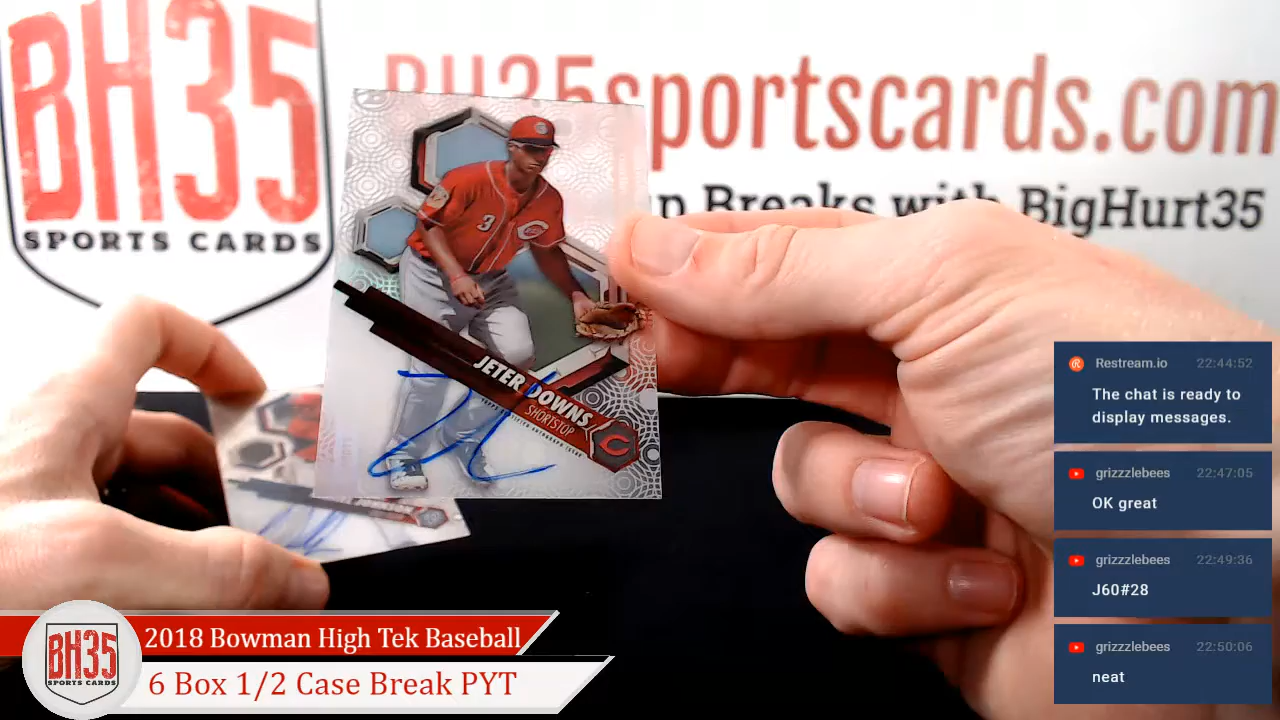 BH35
SPORTS CARDS
BH35sportscards.com
up Breaks with BigHurt35
3
JETER DOWNS
SHORTSTOP
Restream.io 22:44:52
The chat is ready to
display messages.
grizzzlebees 22:47:05
OK great
grizzzlebees 22:49:36
J60#28
grizzzlebees 22:50:06
neat
BH35
SPORTS CARDS
2018 Bowman High Tek Baseball
6 Box 1/2 Case Break PYT